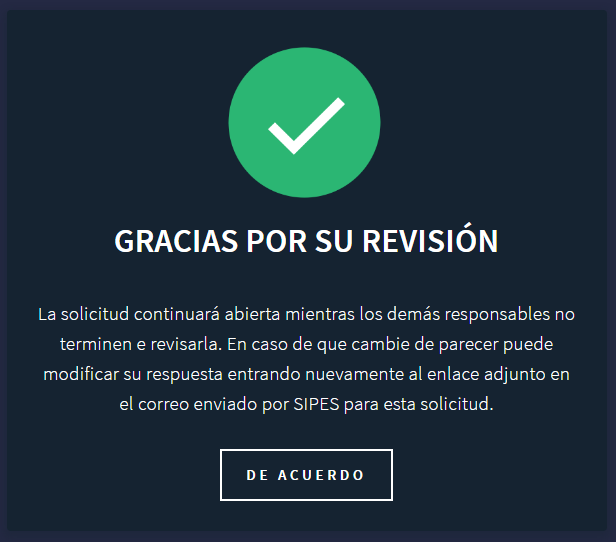 GRACIAS POR SU REVISIÓN
La solicitud continuará abierta mientras los demás responsables no
terminen e revisarla. En caso de que cambie de parecer puede
modificar su respuesta entrando nuevamente al enlace adjunto en
el correo enviado por SIPES para esta solicitud.
DE ACUERDO